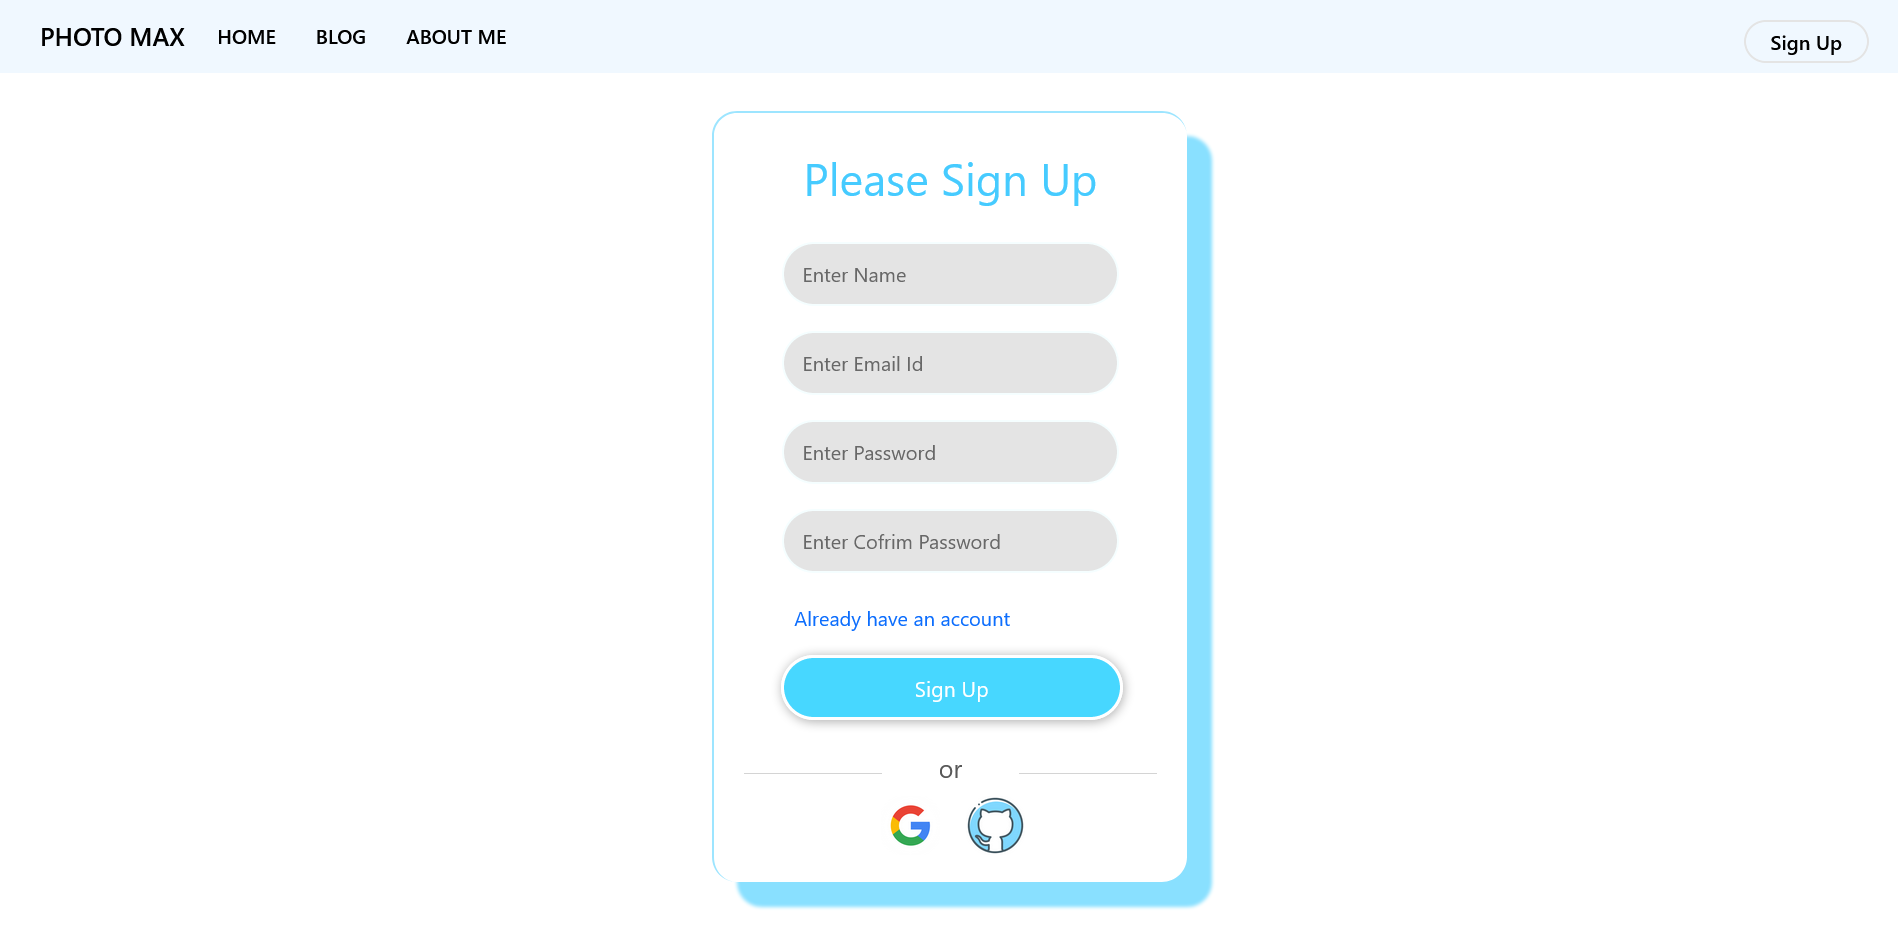 PHOTO MAX HOME BLOG ABOUT ME Sign Up
Please Sign Up
Enter Name
Enter Email Id
Enter Password
Enter Cofrim Password
Already have an account
Sign Up
or